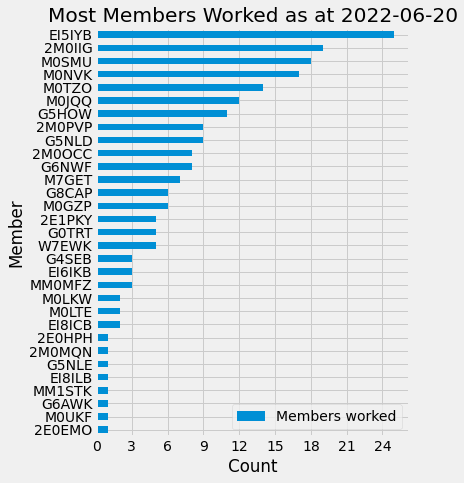 Most Members Worked as at 2022-06-20
EI5IYB
2M0IIG
M0SMU
M0NVK
M0TZO
M0JQQ
G5HOW
2M0PVP
G5NLD
2M0OCC
G6NWF
M7GET
G8CAP
M0GZP
2E1PKY
G0TRT
W7EWK
G4SEB
EI6IKB
MM0MFZ
M0LKW
M0LTE
EI8ICB
2E0HPH
2M0MQN
G5NLE
EI8ILB
MM1STK
G6AWK
M0UKF
2E0EMO
Member
Members worked
0 3 6 9 12 15 18 21 24
Count